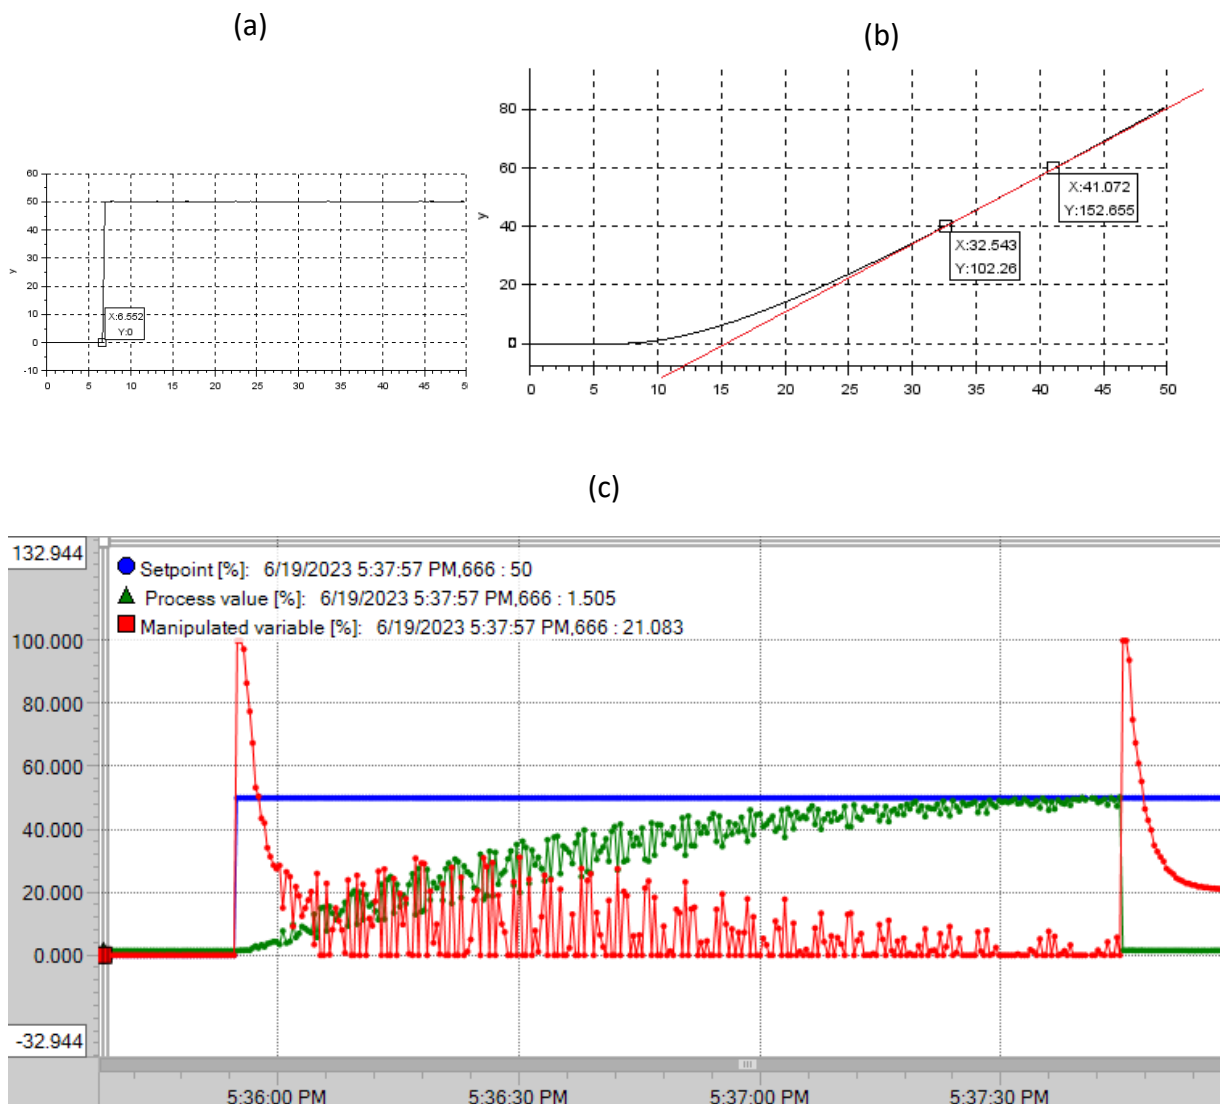 (a)
(b)
60
50
40
30
20
10
0
-10
y
X:6.552
Y:0
0 5 10 15 20 25 30 35 40 45 5
80
60
40
20
0
y
X:41.072
Y:152.655
X:32.543
Y:102.26
0 5 10 15 20 25 30 35 40 45 50
(c)
132.944
Setpoint [%]: 6/19/2023 5:37:57 PM,666 : 50
Process value [%]: 6/19/2023 5:37:57 PM,666 : 1.505
Manipulated variable [%]: 6/19/2023 5:37:57 PM,666 : 21.083
100.000
80.000
60.000
40.000
20.000
0.000
-32.944
5:36:00 PM 5:36:30 PM 5:37:00 PM 5:37:30 PM